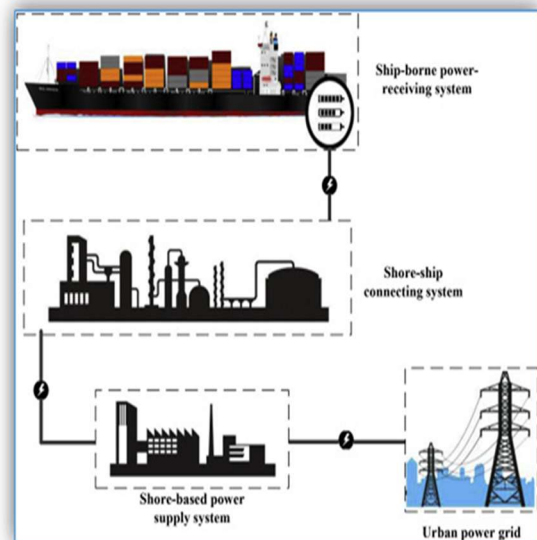 Ship-borne power-
receiving system
Shore-ship
connecting system
Shore-based power
supply system
Urban power grid